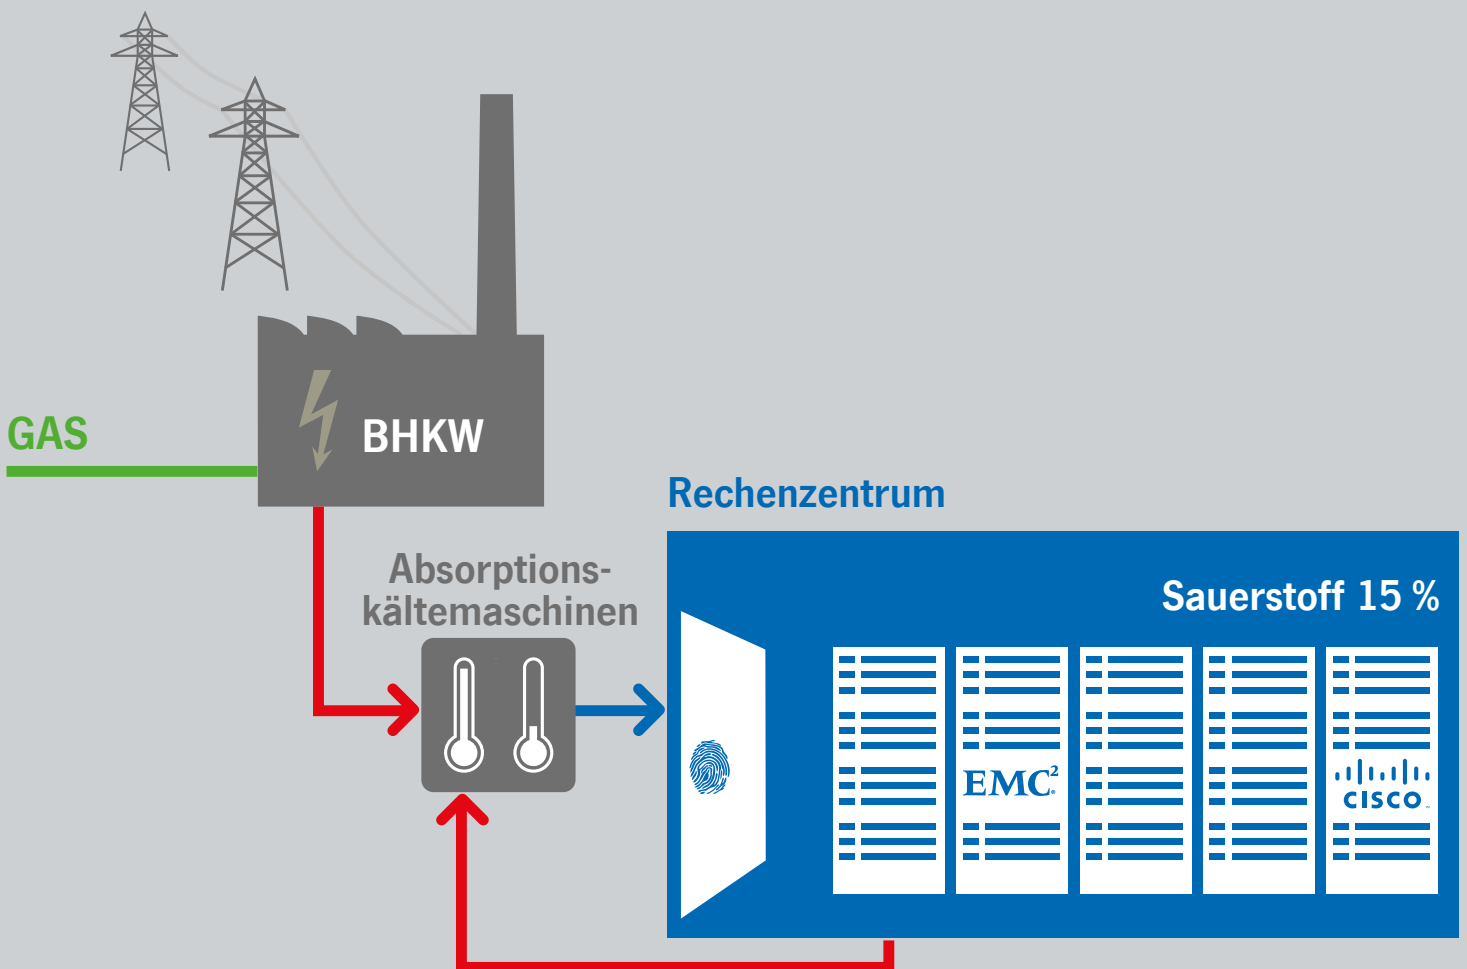 GAS
BHKW
Rechenzentrum
Absorptions-
kältemaschinen
Sauerstoff 15 %
EMC²
CISCO